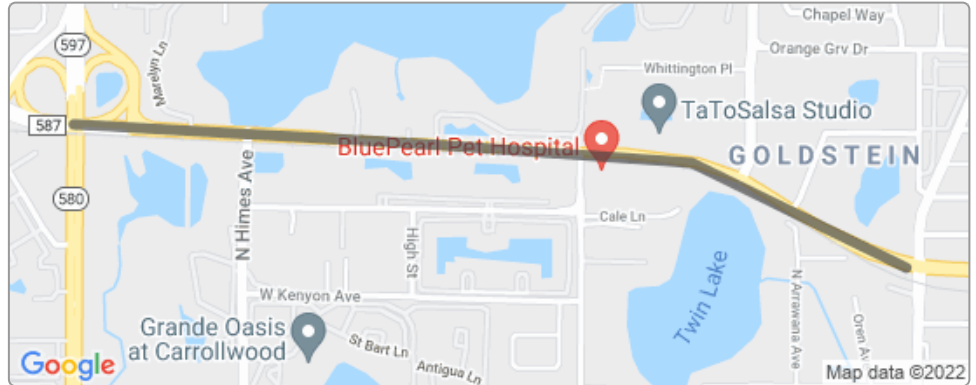 Chapel Way
597
Orange Grv Dr
Marelyn Ln
Whittington Pl
TaToSalsa Studio
587
BluePearl Pet Hospital
GOLDSTEIN
580
N Himes Ave
Cale Ln
High St
Twin Lake
W Kenyon Ave
N Arrawana Ave
Grande Oasis
at Carrollwood
St Bart Ln
Antigua Ln
Oren Av
Google
Map data ©2022